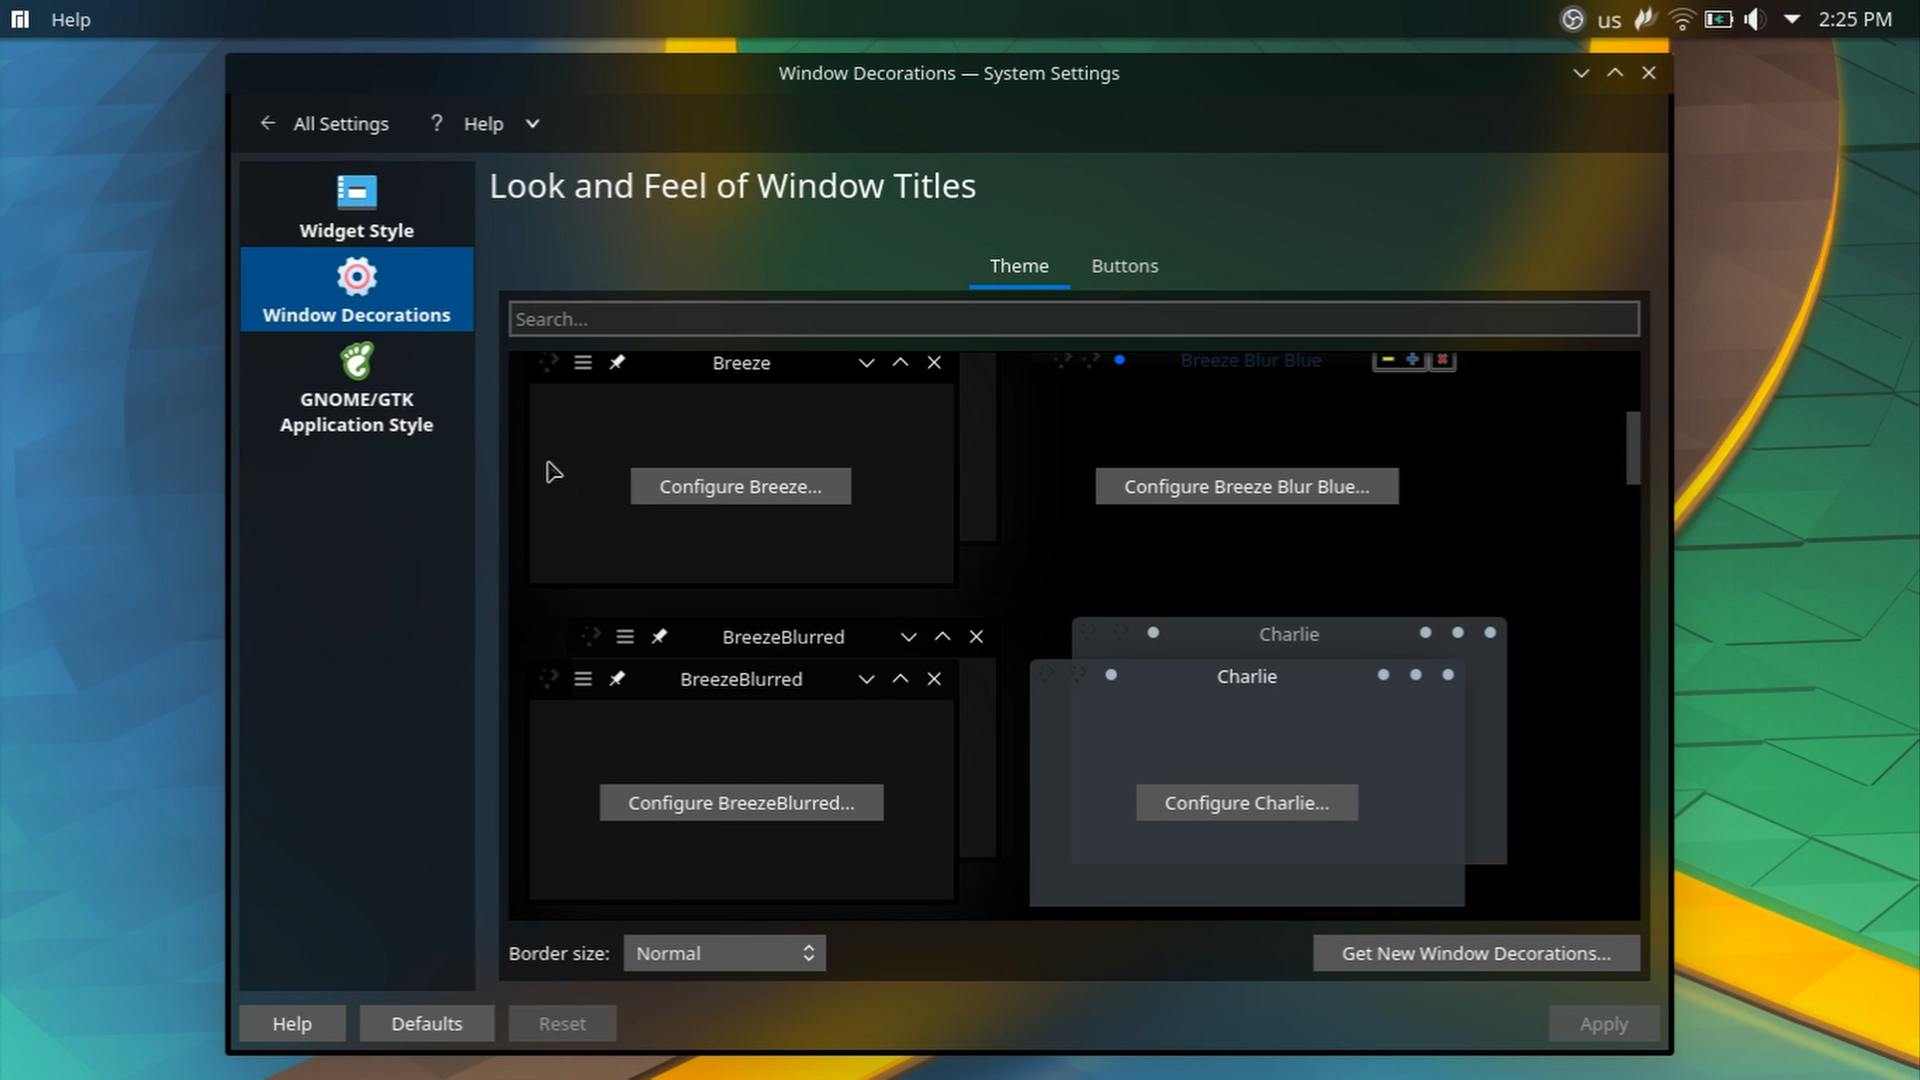 Help
us
2:25 PM
Window Decorations — System Settings
All Settings
? Help
Widget Style
Window Decorations
GNOME/GTK
Application Style
Look and Feel of Window Titles
Theme
Buttons
Search...
Breeze
Breeze Blur Blue
Configure Breeze...
Configure Breeze Blur Blue...
BreezeBlurred
Charlie
BreezeBlurred
Charlie
Configure BreezeBlurred...
Configure Charlie...
Border size:
Normal
Get New Window Decorations...
Help
Defaults
Reset
Apply